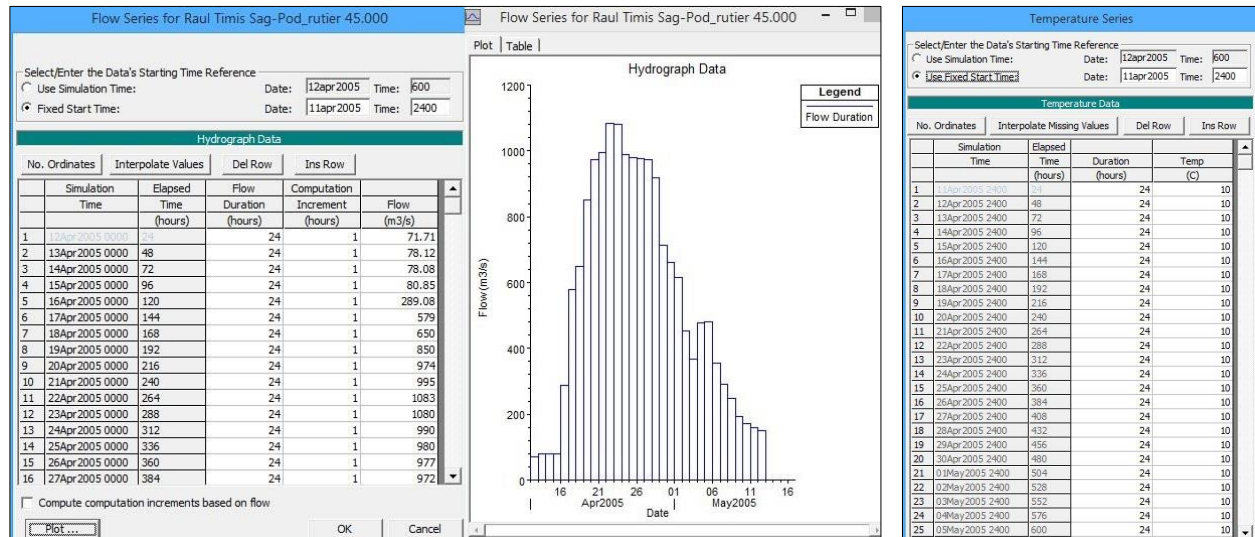 Flow Series for Raul Timis Sag-Pod_rutier 45.000
Select/Enter the Data's Starting Time Reference
Use Simulation Time: Date: 12apr2005 Time: 600
Fixed Start Time: Date: 11apr2005 Time: 2400
Hydrograph Data
No. Ordinates Interpolate Values Del Row Ins Row
Simulation Elapsed Flow Computation
Time Time Duration Increment Flow
(hours) (hours) (hours) (m3/s)
1 12Apr2005 0000 24 24 1 71.71
2 13Apr2005 0000 48 24 1 78.12
3 14Apr2005 0000 72 24 1 78.08
4 15Apr2005 0000 96 24 1 80.85
5 16Apr2005 0000 120 24 1 289.08
6 17Apr2005 0000 144 24 1 579
7 18Apr2005 0000 168 24 1 650
8 19Apr2005 0000 192 24 1 850
9 20Apr2005 0000 216 24 1 974
10 21Apr2005 0000 240 24 1 995
11 22Apr2005 0000 264 24 1 1083
12 23Apr2005 0000 288 24 1 1080
13 24Apr2005 0000 312 24 1 990
14 25Apr2005 0000 336 24 1 980
15 26Apr2005 0000 360 24 1 977
16 27Apr2005 0000 384 24 1 972
Compute computation increments based on flow
Plot ... OK Cancel
Flow Series for Raul Timis Sag-Pod_rutier 45.000
Plot Table
Hydrograph Data
Legend
Flow Duration
Flow (m3/s)
1200
1000
800
600
400
200
0
16 21 26 01 06 11 16
Apr2005 May2005
Date
Temperature Series
Select/Enter the Data's Starting Time Reference
Use Simulation Time: Date: 12apr2005 Time: 600
Use Fixed Start Time: Date: 11apr2005 Time: 2400
Temperature Data
No. Ordinates Interpolate Missing Values Del Row Ins Row
Simulation Elapsed
Time Time Duration Temp
(hours) (hours) (C)
1 11Apr2005 2400 24 24 10
2 12Apr2005 2400 48 24 10
3 13Apr2005 2400 72 24 10
4 14Apr2005 2400 96 24 10
5 15Apr2005 2400 120 24 10
6 16Apr2005 2400 144 24 10
7 17Apr2005 2400 168 24 10
8 18Apr2005 2400 192 24 10
9 19Apr2005 2400 216 24 10
10 20Apr2005 2400 240 24 10
11 21Apr2005 2400 264 24 10
12 22Apr2005 2400 288 24 10
13 23Apr2005 2400 312 24 10
14 24Apr2005 2400 336 24 10
15 25Apr2005 2400 360 24 10
16 26Apr2005 2400 384 24 10
17 27Apr2005 2400 408 24 10
18 28Apr2005 2400 432 24 10
19 29Apr2005 2400 456 24 10
20 30Apr2005 2400 480 24 10
21 01May2005 2400 504 24 10
22 02May2005 2400 528 24 10
23 03May2005 2400 552 24 10
24 04May2005 2400 576 24 10
25 05May2005 2400 600 24 10